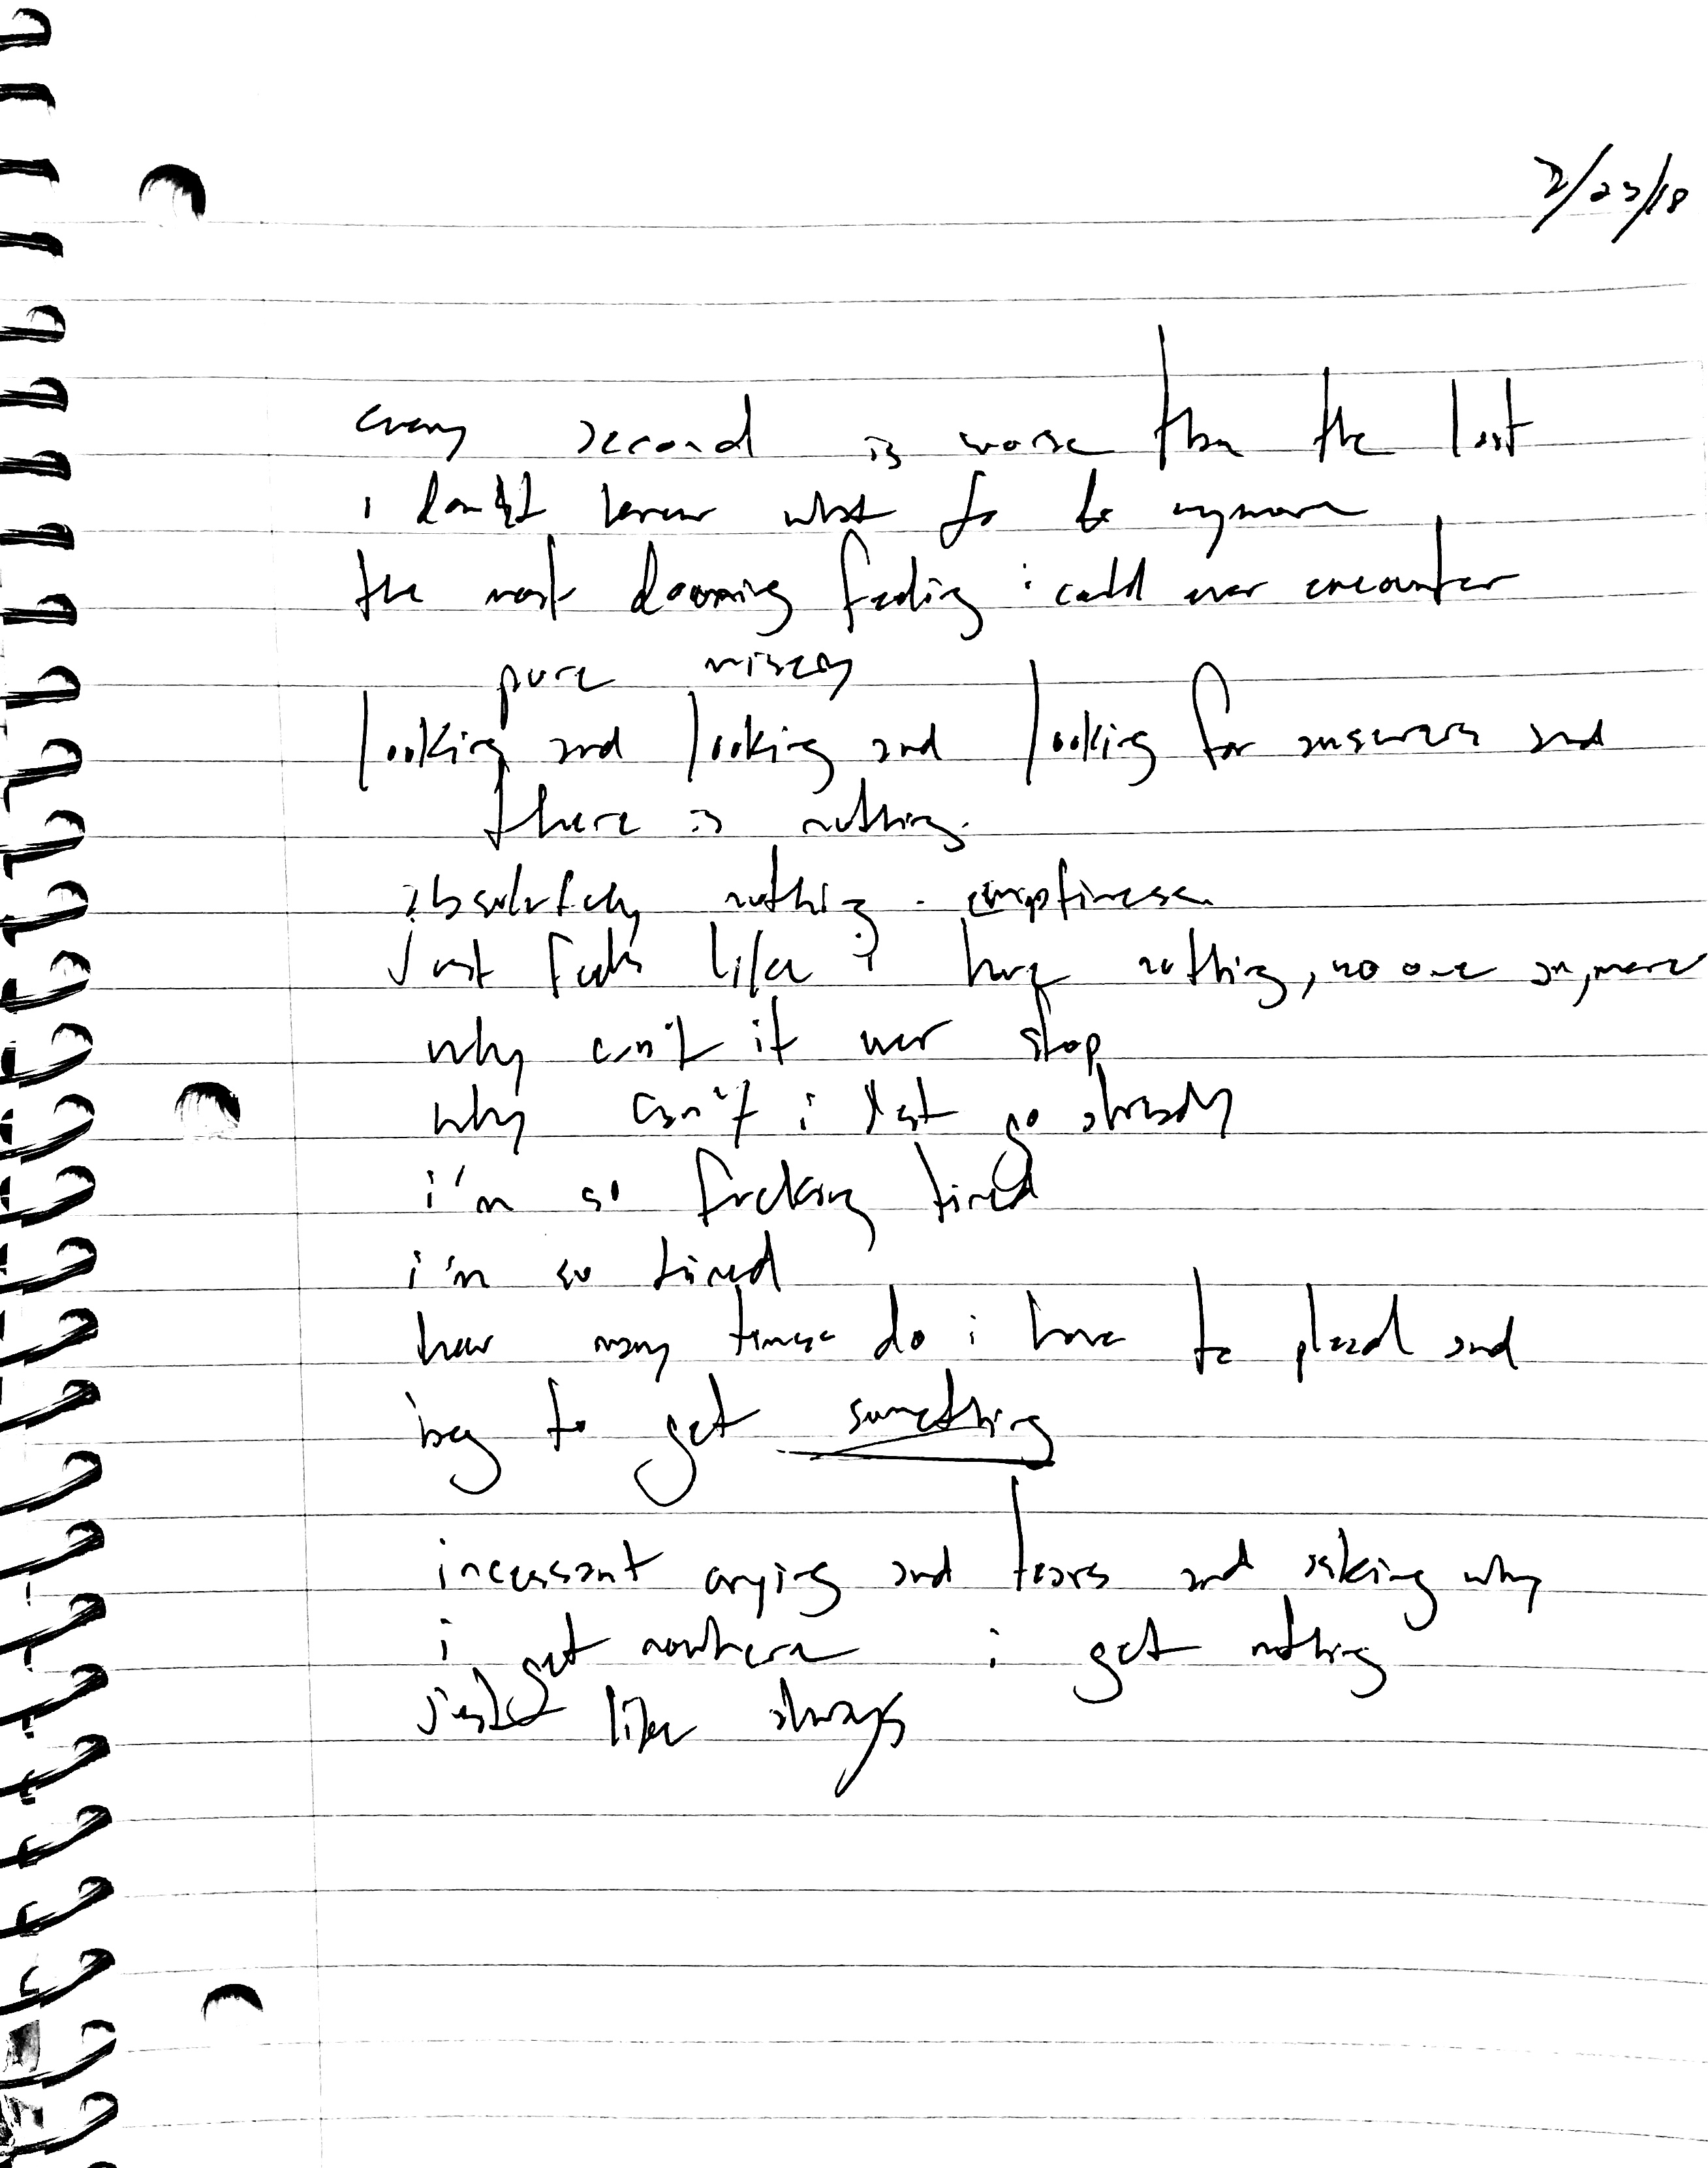 2/23/18
every second is worse than the last
i don't know what to do anymore
the most dooming feeling i could ever encounter
pure misery
looking and looking and looking for answers and
there is nothing.
absolutely nothing. emptiness.
just feels like i have nothing, no one anymore
why can't it ever stop
why can't i let go already
i'm so fucking tired
i'm so tired
how many times do i have to plead and
beg to get something
incessant crying and tears and asking why
i get nowhere i get nothing
just like always